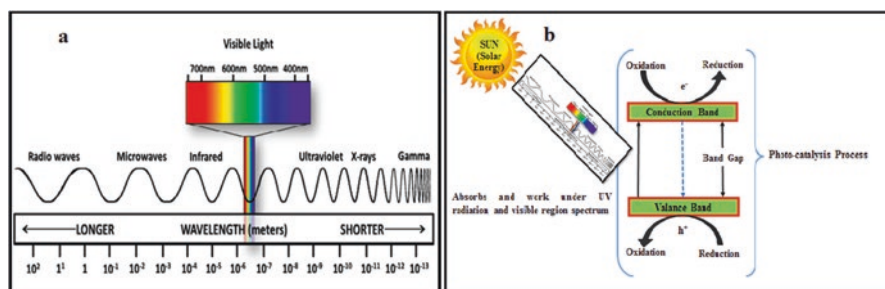 a
Visible Light
700nm 600nm 500nm 400nm
Radio waves Microwaves Infrared Ultraviolet X-rays Gamma
LONGER WAVELENGTH (meters) SHORTER
10² 1¹ 1 10⁻¹ 10⁻² 10⁻³ 10⁻⁴ 10⁻⁵ 10⁻⁶ 10⁻⁷ 10⁻⁸ 10⁻⁹ 10⁻¹⁰ 10⁻¹¹ 10⁻¹² 10⁻¹³
b
SUN
(Solar
Energy)
Absorbs and work under UV
radiation and visible region spectrum
Oxidation Reduction
e⁻
Conduction Band
Band Gap
Valance Band
h⁺
Oxidation Reduction
Photo-catalysis Process